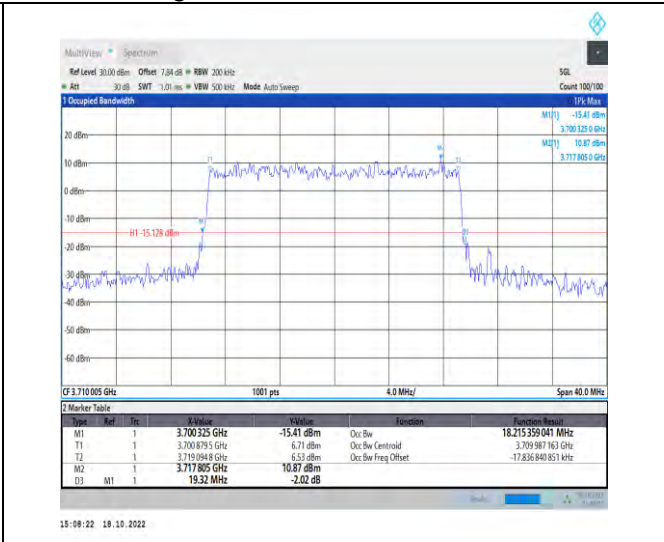 MultiView Spectrum
Ref Level 30.00 dBm Offset 7.84 dB RBW 200 kHz SGL
Att 30 dB SWT 1.01 ms VBW 500 kHz Mode Auto Sweep Count 100/100
1 Occupied Bandwidth 1Pk Max
M1[1] -15.41 dBm
3.700 325 0 GHz
M2[1] 10.87 dBm
3.717 805 0 GHz
20 dBm
10 dBm
0 dBm
-10 dBm
H1 -15.128 dBm
-30 dBm
-40 dBm
-50 dBm
-60 dBm
CF 3.710 005 GHz 1001 pts 4.0 MHz/ Span 40.0 MHz
2 Marker Table
Type Ref Trc X-Value Y-Value Function Function Result
M1 1 3.700 325 GHz -15.41 dBm Occ Bw 18.215 359 041 MHz
T1 1 3.700 879 5 GHz 6.71 dBm Occ Bw Centroid 3.709 987 163 GHz
T2 1 3.719 094 8 GHz 6.53 dBm Occ Bw Freq Offset -17.836 840 851 kHz
M2 1 3.717 805 GHz 10.87 dBm
D3 M1 1 19.32 MHz -2.02 dB
15:08:22 18.10.2022